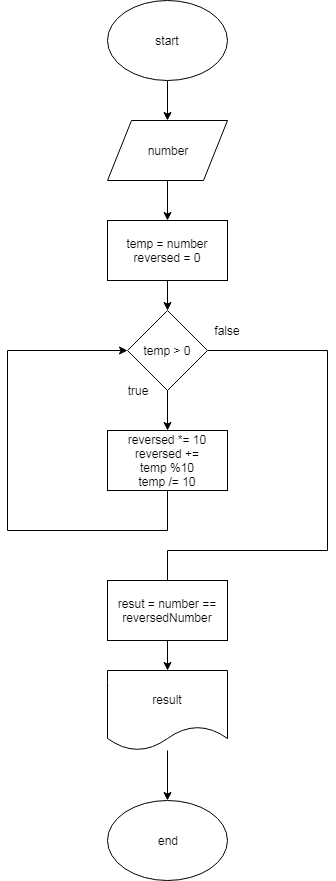 start
number
temp = number
reversed = 0
temp > 0
false
true
reversed *= 10
reversed +=
temp %10
temp /= 10
resut = number ==
reversedNumber
result
end